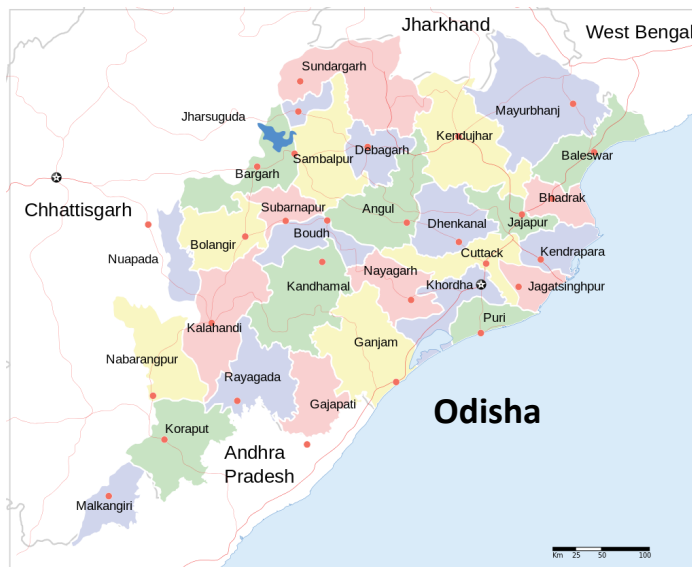 Jharkhand
West Bengal
Sundargarh
Mayurbhanj
Jharsuguda
Kendujhar
Debagarh
Baleswar
Sambalpur
Bargarh
Bhadrak
Chhattisgarh
Subarnapur
Angul
Jajapur
Dhenkanal
Boudh
Bolangir
Kendrapara
Cuttack
Nuapada
Nayagarh
Kandhamal
Khordha
Jagatsinghpur
Puri
Kalahandi
Ganjam
Nabarangpur
Rayagada
Gajapati
Odisha
Koraput
Andhra
Pradesh
Malkangiri
Km 25 50 100